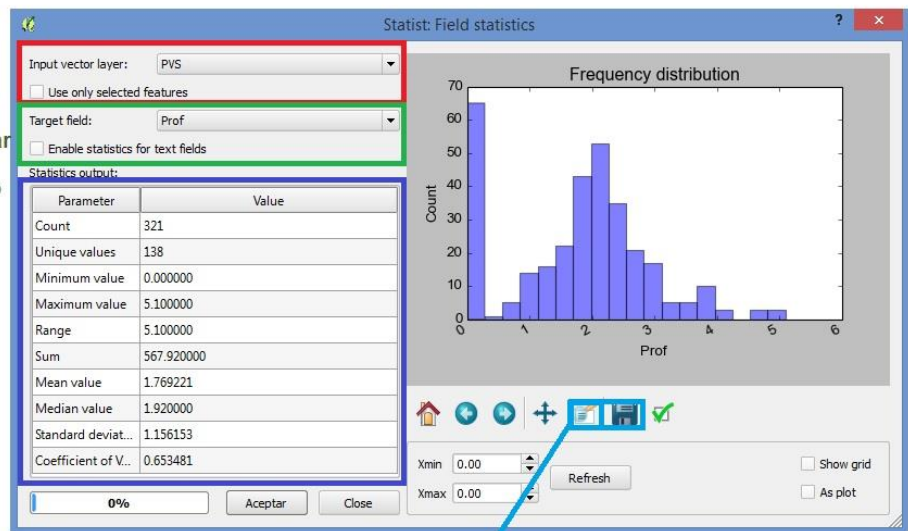 Statist: Field statistics
?
x
Input vector layer: PVS
Use only selected features
Target field: Prof
Enable statistics for text fields
Statistics output:
Parameter Value
Count 321
Unique values 138
Minimum value 0.000000
Maximum value 5.100000
Range 5.100000
Sum 567.920000
Mean value 1.769221
Median value 1.920000
Standard deviat... 1.156153
Coefficient of V... 0.653481
0%
Aceptar
Close
Frequency distribution
Count
70
60
50
40
30
20
10
0
0 1 2 3 4 5 6
Prof
Xmin 0.00
Xmax 0.00
Refresh
Show grid
As plot